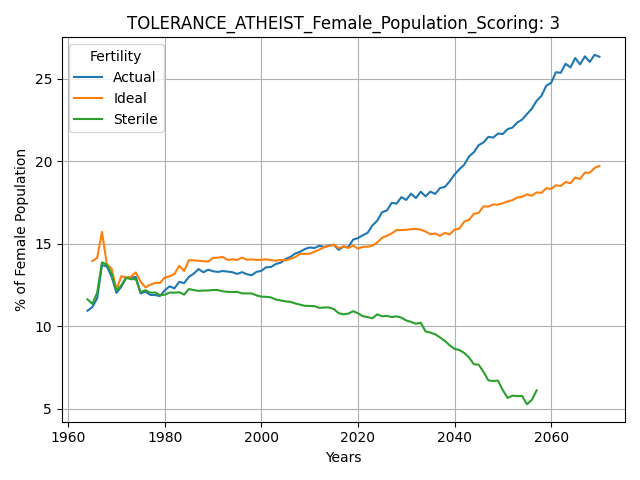 TOLERANCE_ATHEIST_Female_Population_Scoring: 3
Fertility
Actual
Ideal
Sterile
% of Female Population
25
20
15
10
5
1960
1980
2000
2020
2040
2060
Years